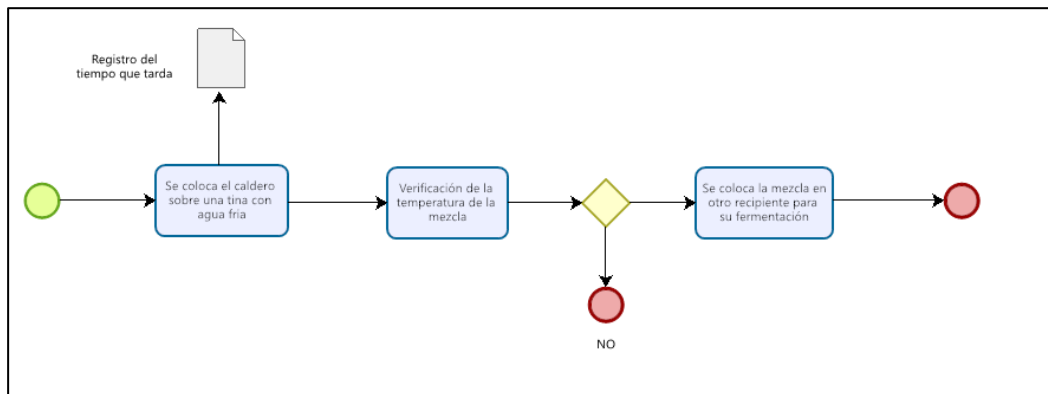 Registro del
tiempo que tarda
Se coloca el caldero
sobre una tina con
agua fria
Verificación de la
temperatura de la
mezcla
Se coloca la mezcla en
otro recipiente para
su fermentación
NO